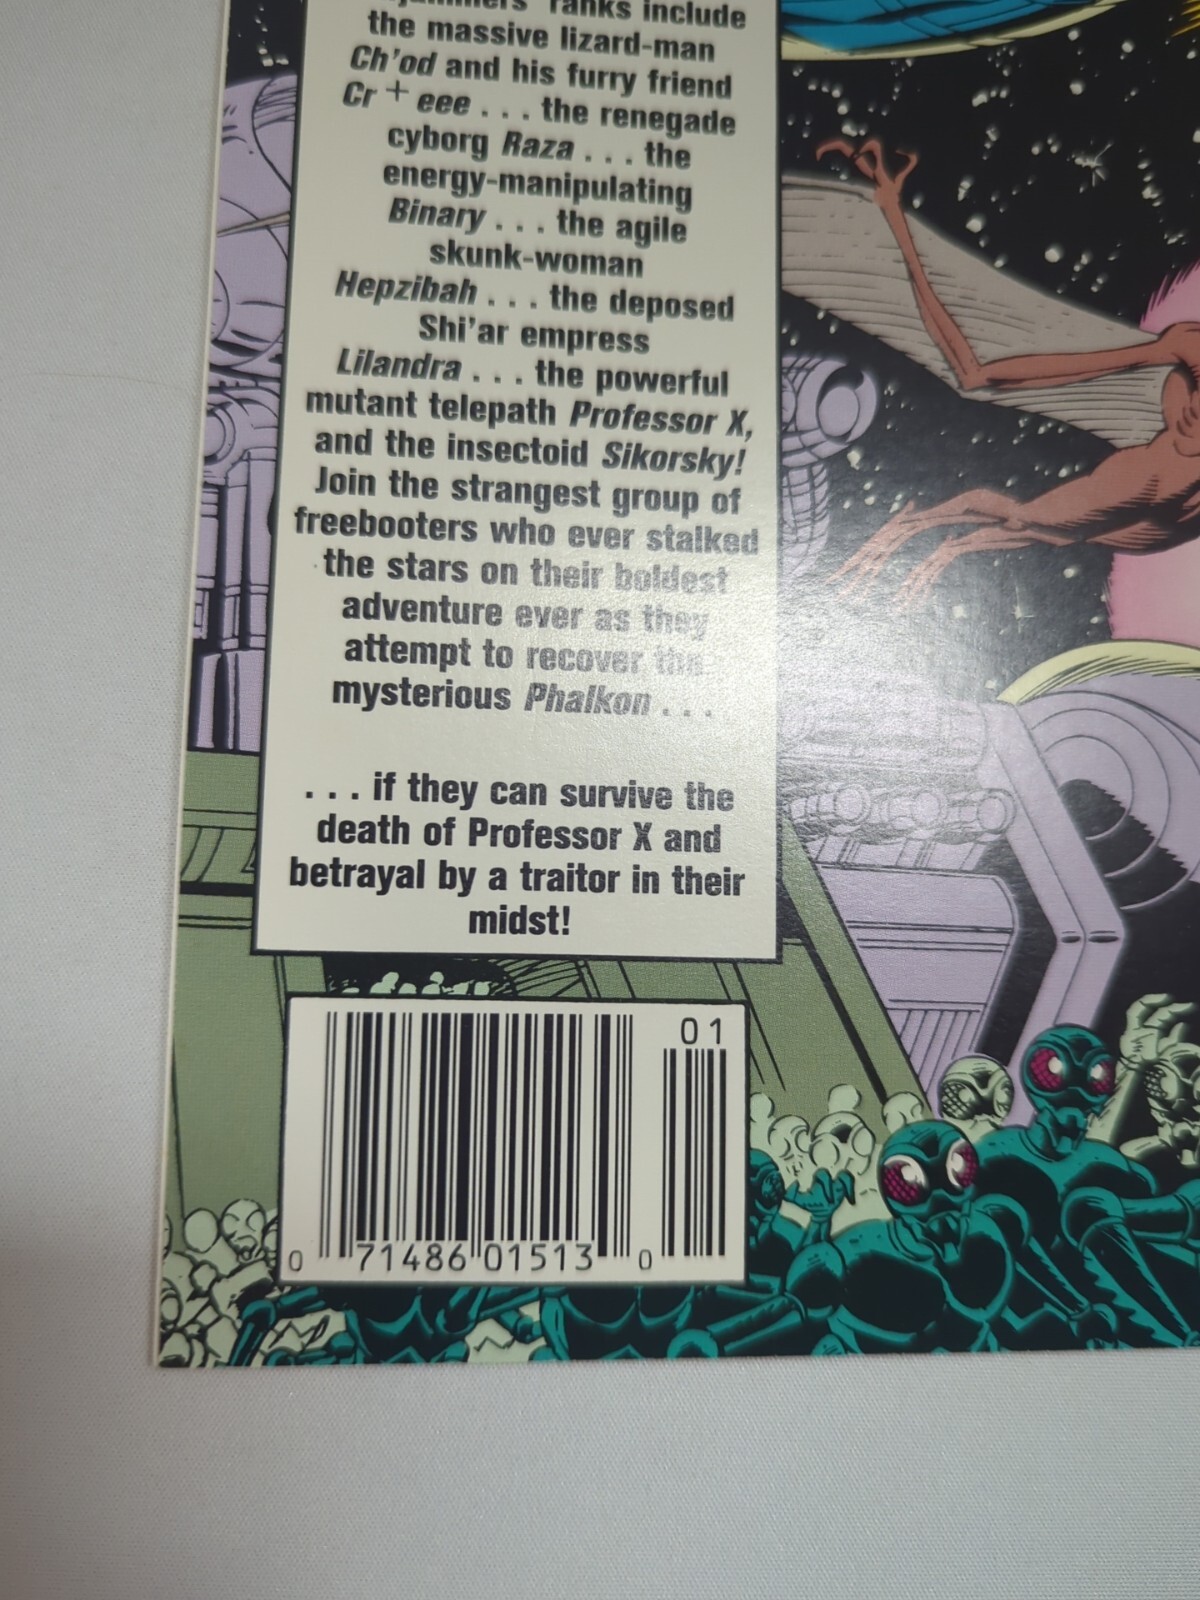 ranks include
the massive lizard-man
Ch'od and his furry friend
Cr+eee . . . the renegade
cyborg Raza . . . the
energy-manipulating
Binary . . . the agile
skunk-woman
Hepzibah . . . the deposed
Shi'ar empress
Lilandra . . . the powerful
mutant telepath Professor X,
and the insectoid Sikorsky!
Join the strangest group of
freebooters who ever stalked
the stars on their boldest
adventure ever as they
attempt to recover the
mysterious Phalkon . . .
. . . if they can survive the
death of Professor X and
betrayal by a traitor in their
midst!
01
0 71486 01513 0